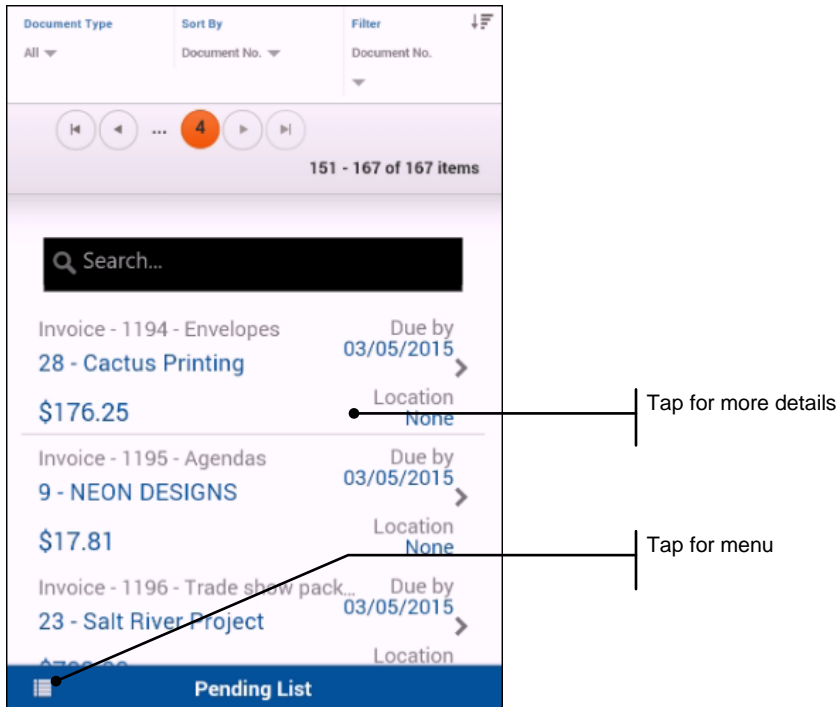 Document Type Sort By Filter
All Document No. Document No.
4
...
151 - 167 of 167 items
Search...
Invoice - 1194 - Envelopes Due by
28 - Cactus Printing 03/05/2015
$176.25 Location
None
Tap for more details
Invoice - 1195 - Agendas Due by
9 - NEON DESIGNS 03/05/2015
$17.81 Location
None
Tap for menu
Invoice - 1196 - Trade show pack... Due by
23 - Salt River Project 03/05/2015
Location
Pending List